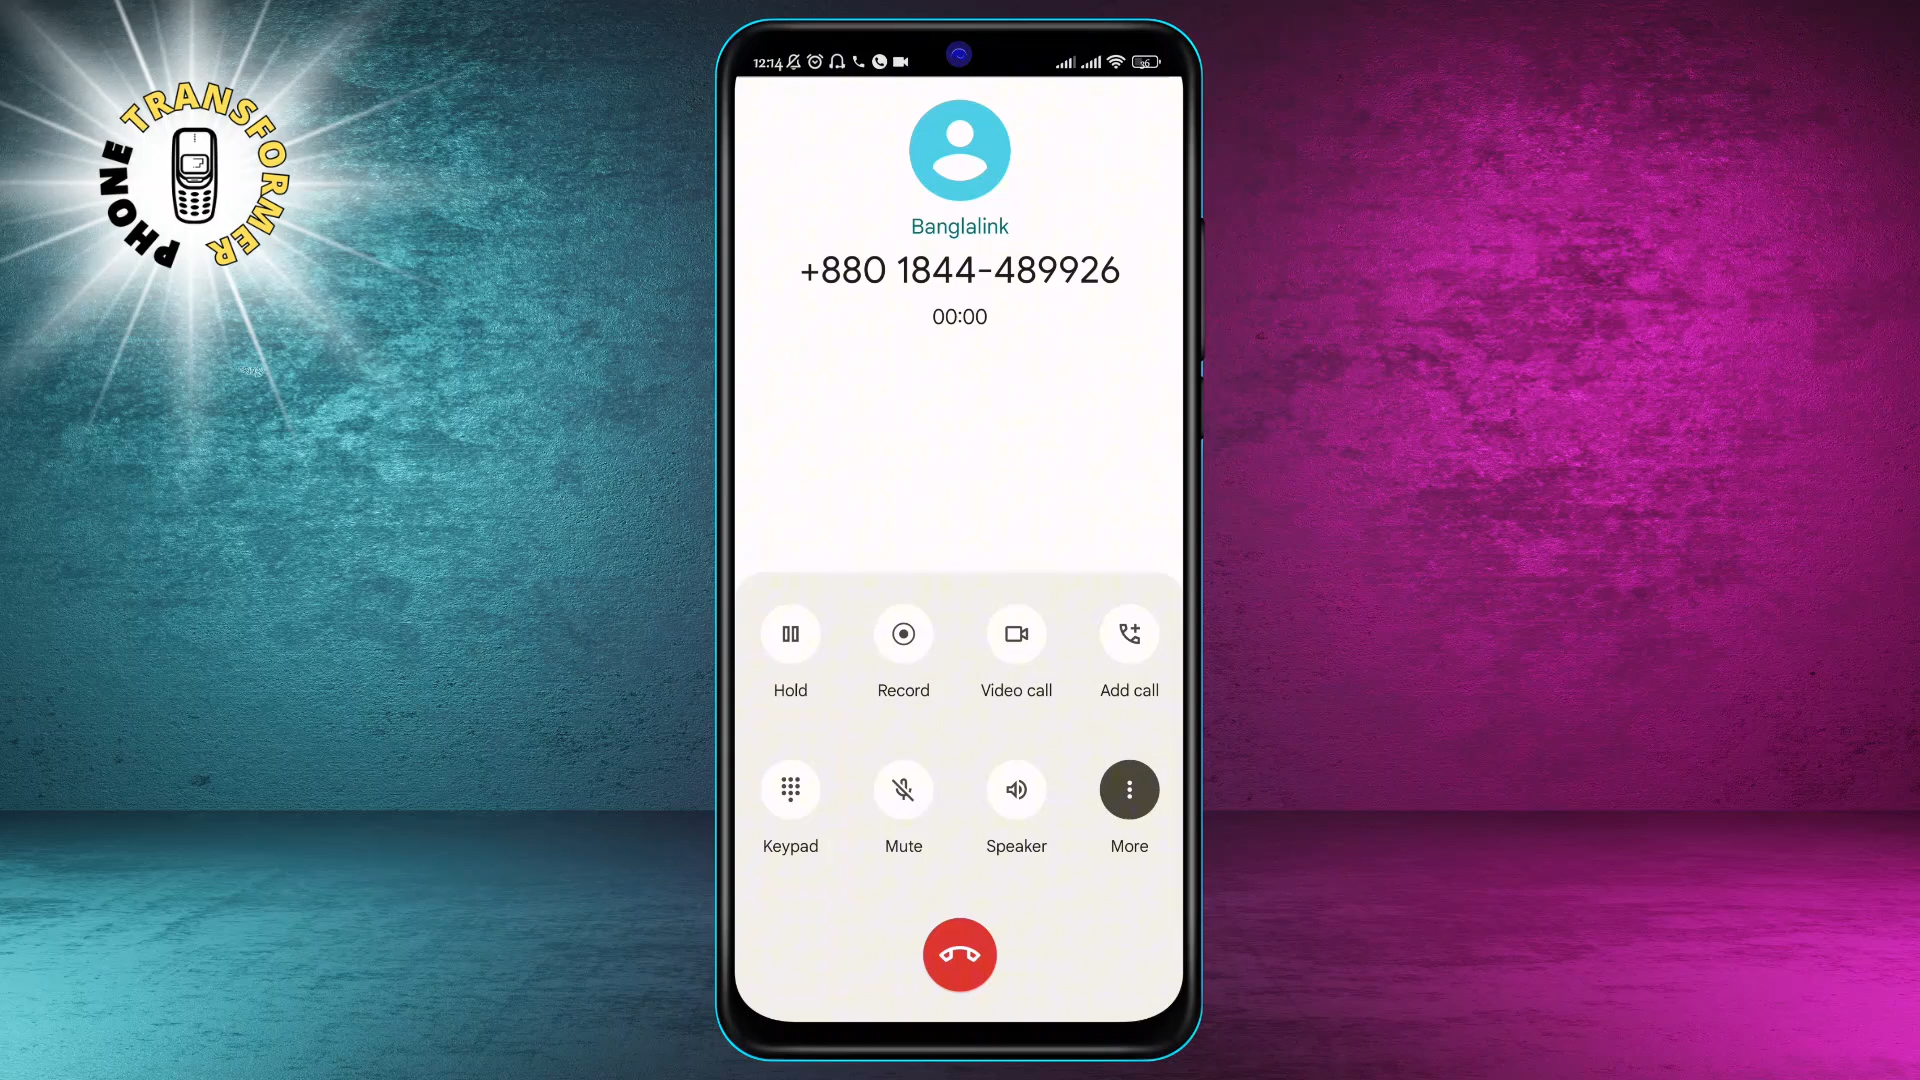 PHONE TRANSFORMER
12:14
36
Banglalink
+880 1844-489926
00:00
Hold
Record
Video call
Add call
Keypad
Mute
Speaker
More